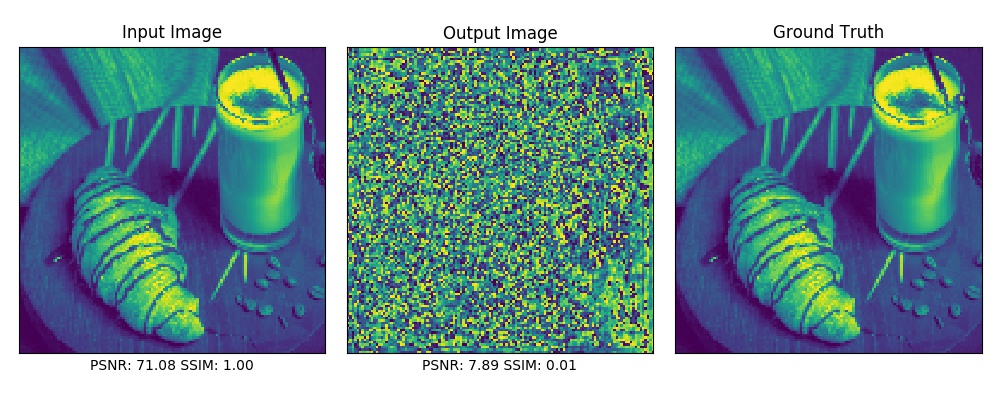 Input Image
Output Image
Ground Truth
PSNR: 71.08 SSIM: 1.00
PSNR: 7.89 SSIM: 0.01